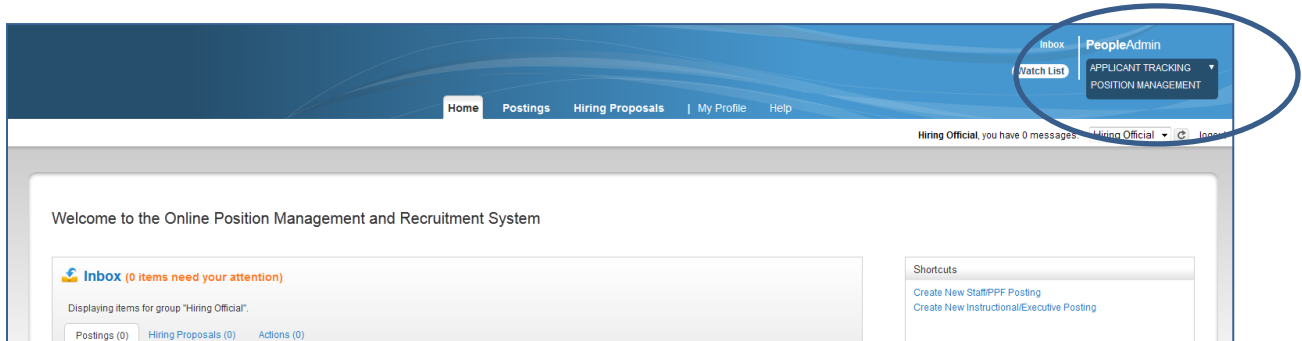 Inbox
PeopleAdmin
Watch List
APPLICANT TRACKING
POSITION MANAGEMENT
Home Postings Hiring Proposals | My Profile Help
Hiring Official, you have 0 messages. Hiring Official logout
Welcome to the Online Position Management and Recruitment System
Inbox (0 items need your attention)
Displaying items for group "Hiring Official".
Postings (0) Hiring Proposals (0) Actions (0)
Shortcuts
Create New Staff/PPF Posting
Create New Instructional/Executive Posting